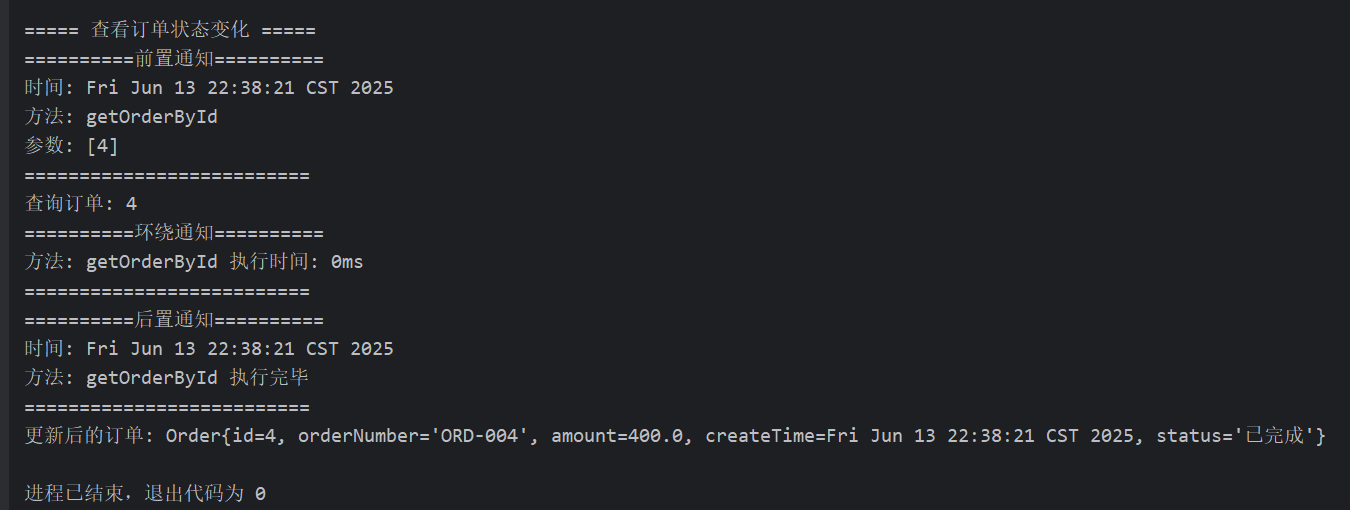 ===== 查看订单状态变化 =====
==========前置通知==========
时间: Fri Jun 13 22:38:21 CST 2025
方法: getOrderById
参数: [4]
==========================
查询订单: 4
==========环绕通知==========
方法: getOrderById 执行时间: 0ms
==========================
==========后置通知==========
时间: Fri Jun 13 22:38:21 CST 2025
方法: getOrderById 执行完毕
==========================
更新后的订单: Order{id=4, orderNumber='ORD-004', amount=400.0, createTime=Fri Jun 13 22:38:21 CST 2025, status='已完成'}
进程已结束，退出代码为 0